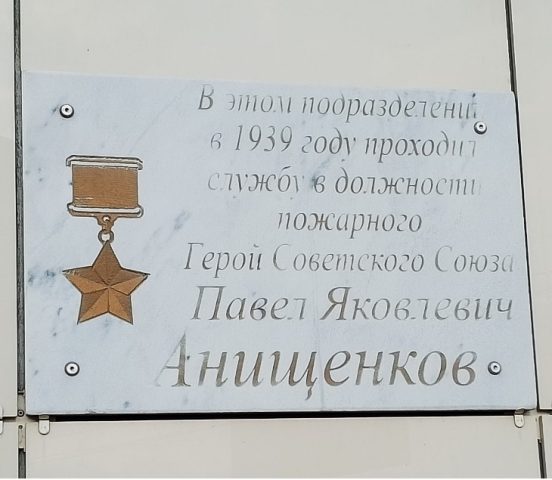 В этом подразделении
в 1939 году проходил
службу в должности
пожарного
Герой Советского Союза
Павел Яковлевич
Анищенков